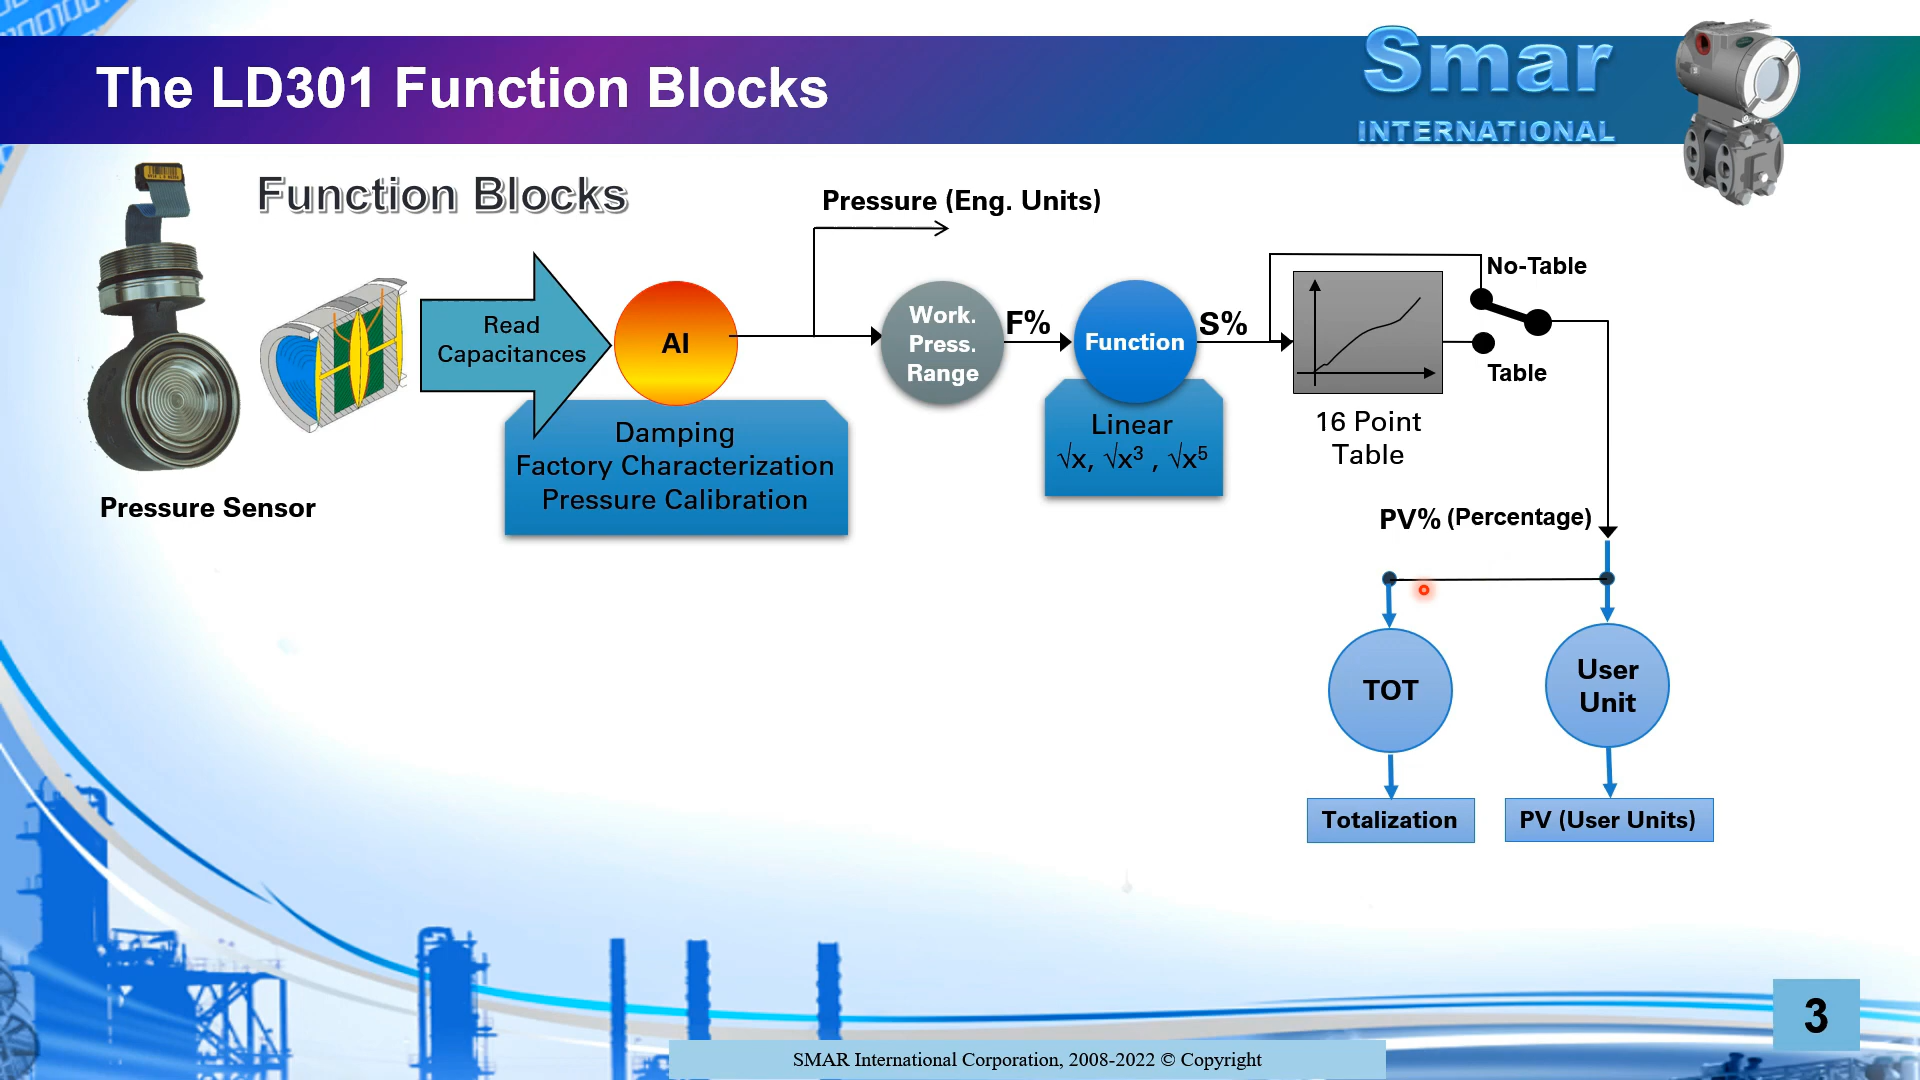 The LD301 Function Blocks
Smar
INTERNATIONAL
Function Blocks
Pressure (Eng. Units)
Read
Capacitances
AI
Work.
Press.
Range
F%
Function
S%
No-Table
Table
Damping
Factory Characterization
Pressure Calibration
Linear
√x, √x³ , √x⁵
16 Point
Table
Pressure Sensor
PV% (Percentage)
TOT
User
Unit
Totalization
PV (User Units)
3
SMAR International Corporation, 2008-2022 © Copyright